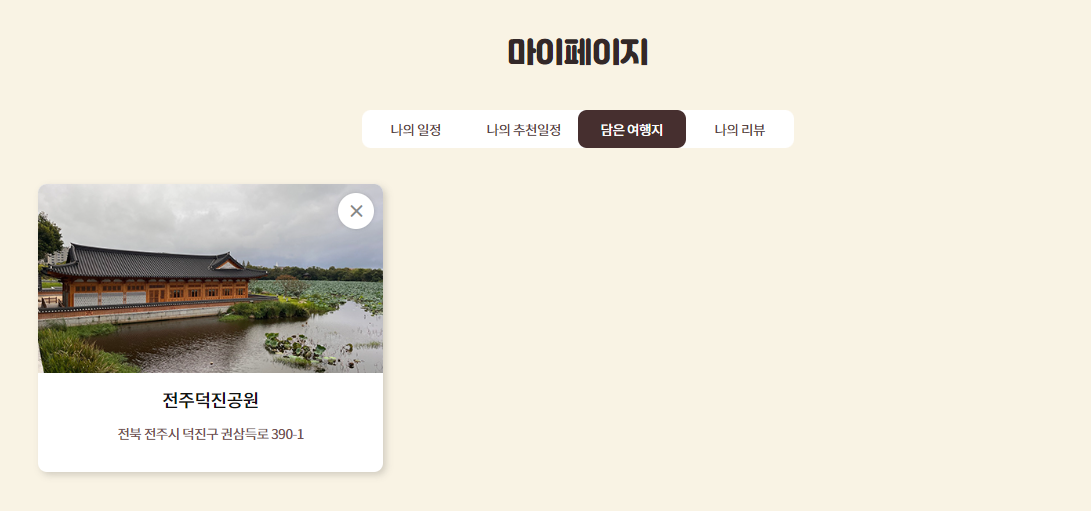 마이페이지
나의 일정 나의 추천일정 담은 여행지 나의 리뷰
전주덕진공원
전북 전주시 덕진구 권삼득로 390-1